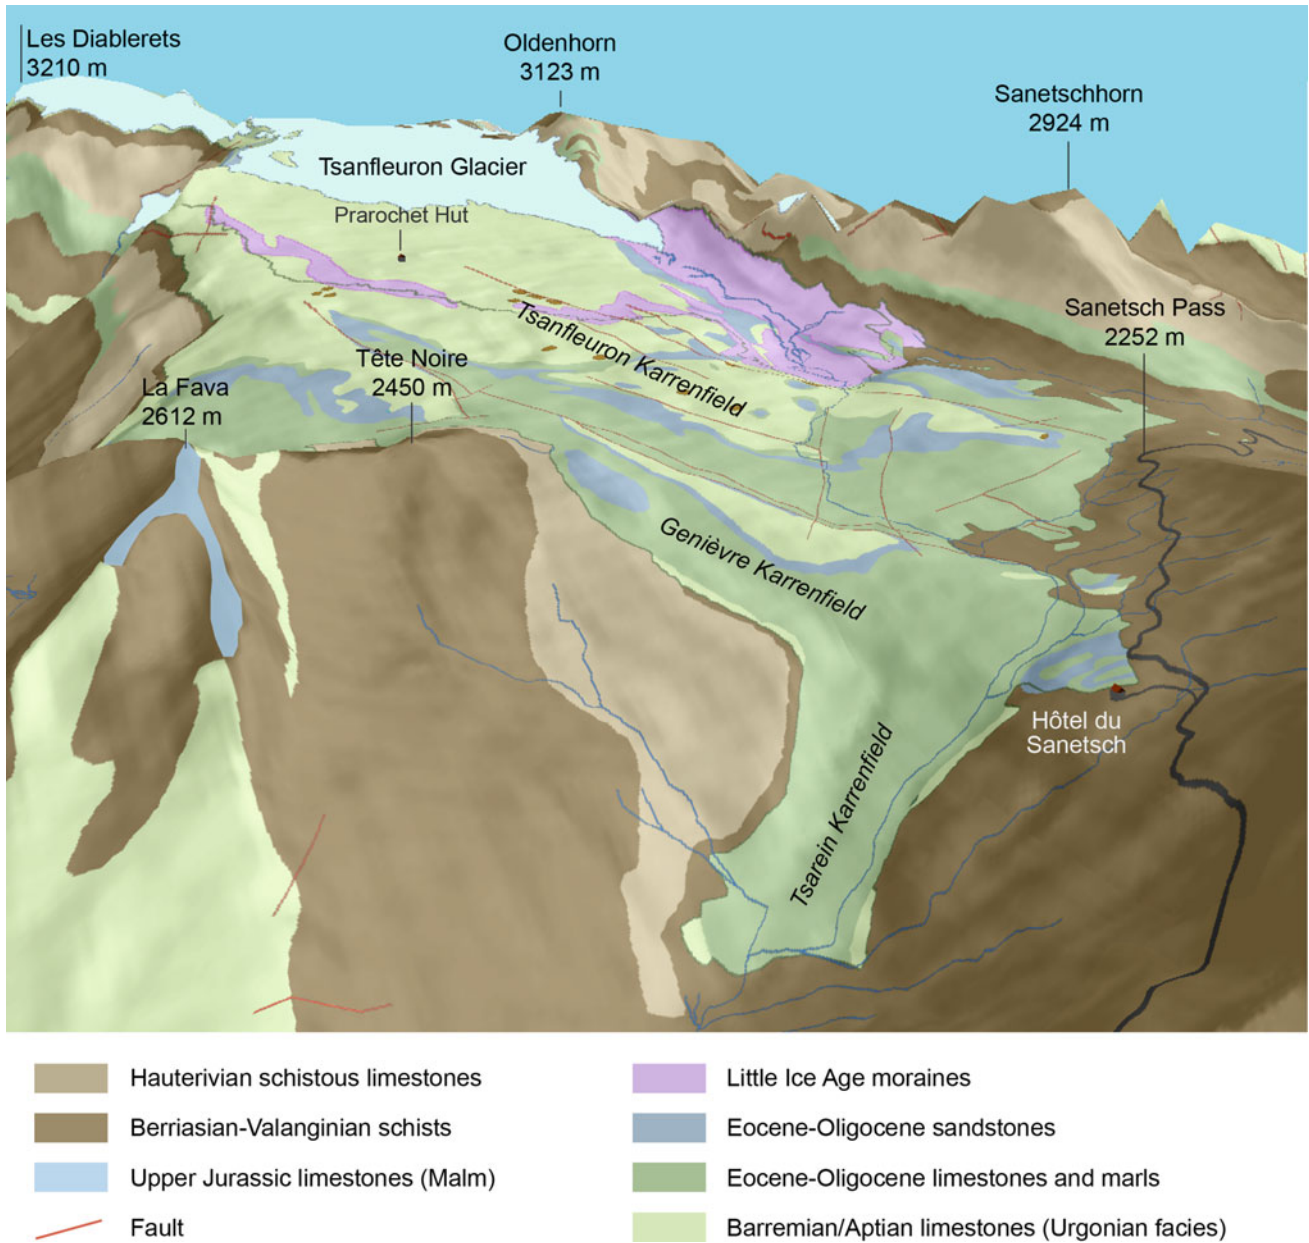 Les Diablerets
3210 m
Oldenhorn
3123 m
Sanetschhorn
2924 m
Tsanfleuron Glacier
Prarochet Hut
Sanetsch Pass
2252 m
Tsanfleuron Karrenfield
Tête Noire
2450 m
La Fava
2612 m
Genièvre Karrenfield
Hôtel du
Sanetsch
Tsarein Karrenfield
Hauterivian schistous limestones
Berriasian-Valanginian schists
Upper Jurassic limestones (Malm)
Fault
Little Ice Age moraines
Eocene-Oligocene sandstones
Eocene-Oligocene limestones and marls
Barremian/Aptian limestones (Urgonian facies)